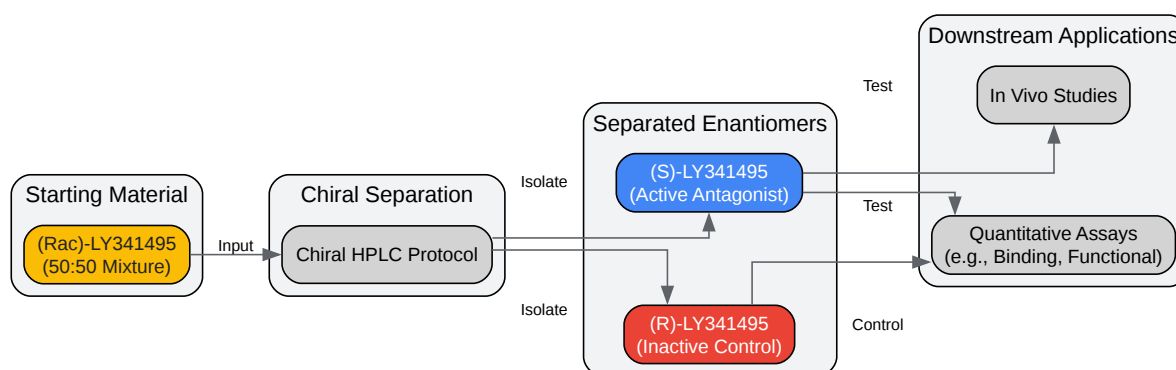 Starting Material
(Rac)-LY341495
(50:50 Mixture)
Input
Chiral Separation
Chiral HPLC Protocol
Isolate
Isolate
Separated Enantiomers
(S)-LY341495
(Active Antagonist)
(R)-LY341495
(Inactive Control)
Test
Test
Control
Downstream Applications
In Vivo Studies
Quantitative Assays
(e.g., Binding, Functional)